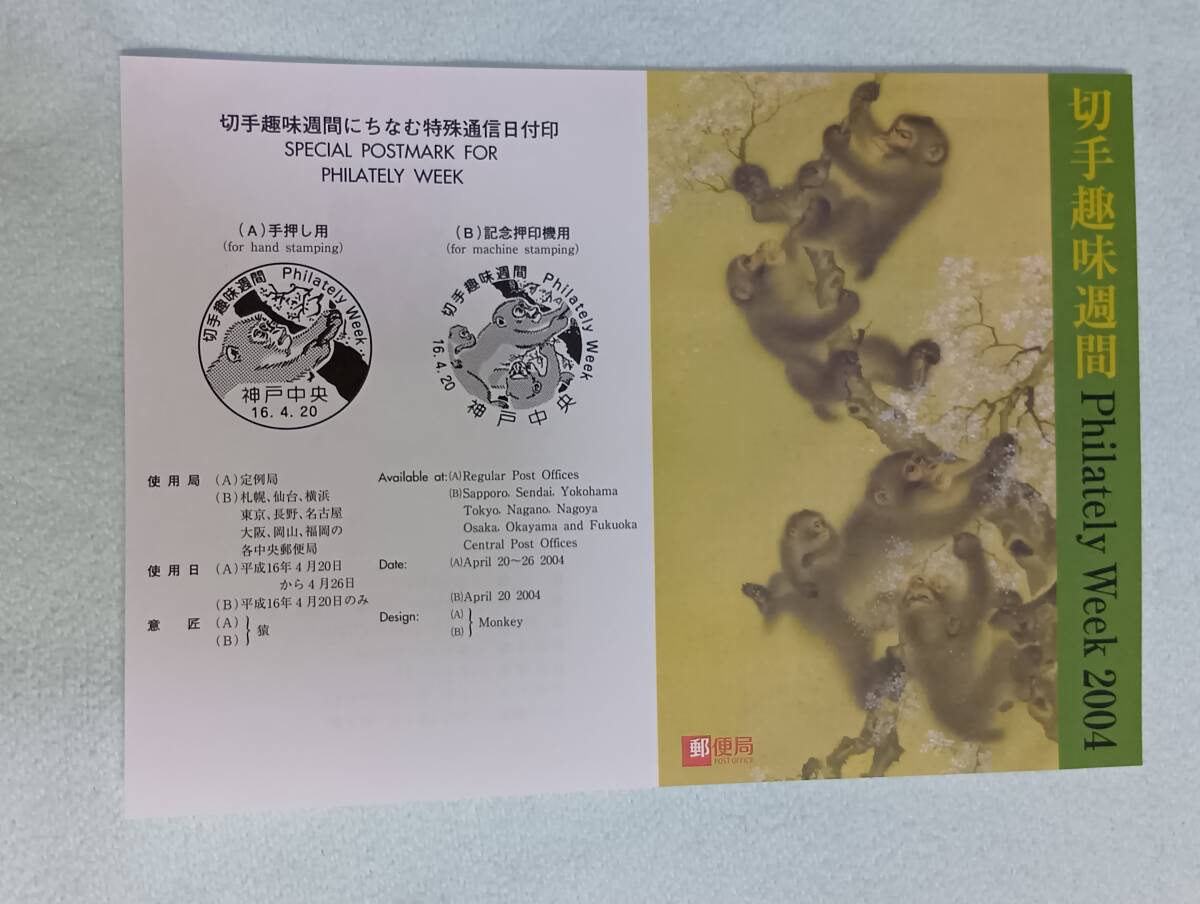 切手趣味週間にちなむ特殊通信日付印
SPECIAL POSTMARK FOR
PHILATELY WEEK
(A)手押し用
(for hand stamping)
切手趣味週間 Philately Week
神戸中央
16.4.20
(B)記念押印機用
(for machine stamping)
切手趣味週間 Philately Week
16.4.20
神戸中央
使用局 (A)定例局
(B)札幌、仙台、横浜
東京、長野、名古屋
大阪、岡山、福岡の
各中央郵便局
使用日 (A)平成16年4月20日
から4月26日
(B)平成16年4月20日のみ
意匠 (A)
(B) 猿
Available at: (A)Regular Post Offices
(B)Sapporo, Sendai, Yokohama
Tokyo, Nagano, Nagoya
Osaka, Okayama and Fukuoka
Central Post Offices
Date: (A)April 20~26 2004
(B)April 20 2004
Design: (A)
(B) Monkey
切手趣味週間 Philately Week 2004
郵便局
POST OFFICE